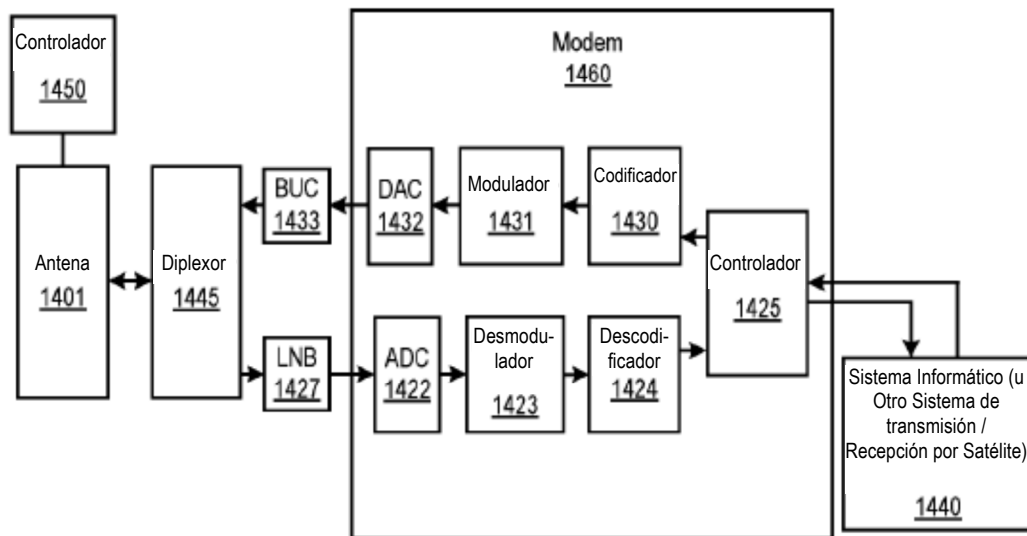 Controlador
1450
Modem
1460
Antena
1401
Diplexor
1445
BUC
1433
DAC
1432
Modulador
1431
Codificador
1430
Controlador
1425
LNB
1427
ADC
1422
Desmodu-
lador
1423
Descodi-
ficador
1424
Sistema Informático (u
Otro Sistema de
transmisión /
Recepción por Satélite)
1440